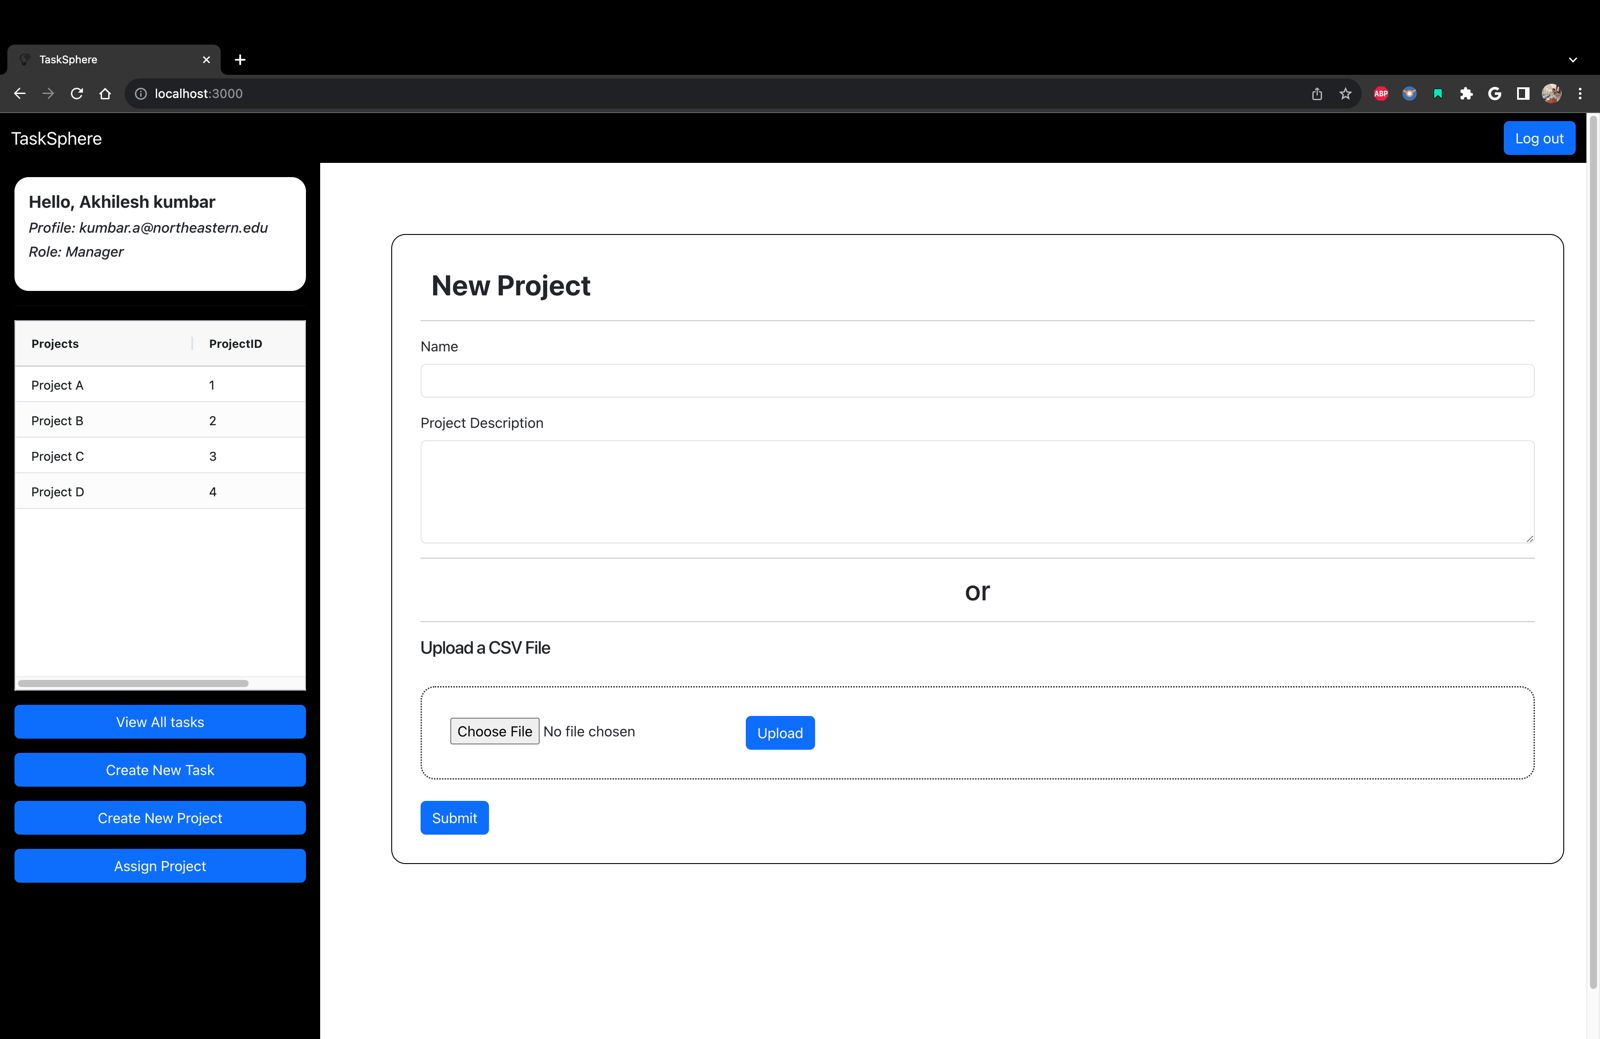 TaskSphere
localhost:3000
ABP
TaskSphere
Log out
Hello, Akhilesh kumbar
Profile: kumbar.a@northeastern.edu
Role: Manager
Projects ProjectID
Project A 1
Project B 2
Project C 3
Project D 4
View All tasks
Create New Task
Create New Project
Assign Project
New Project
Name
Project Description
or
Upload a CSV File
Choose File No file chosen Upload
Submit